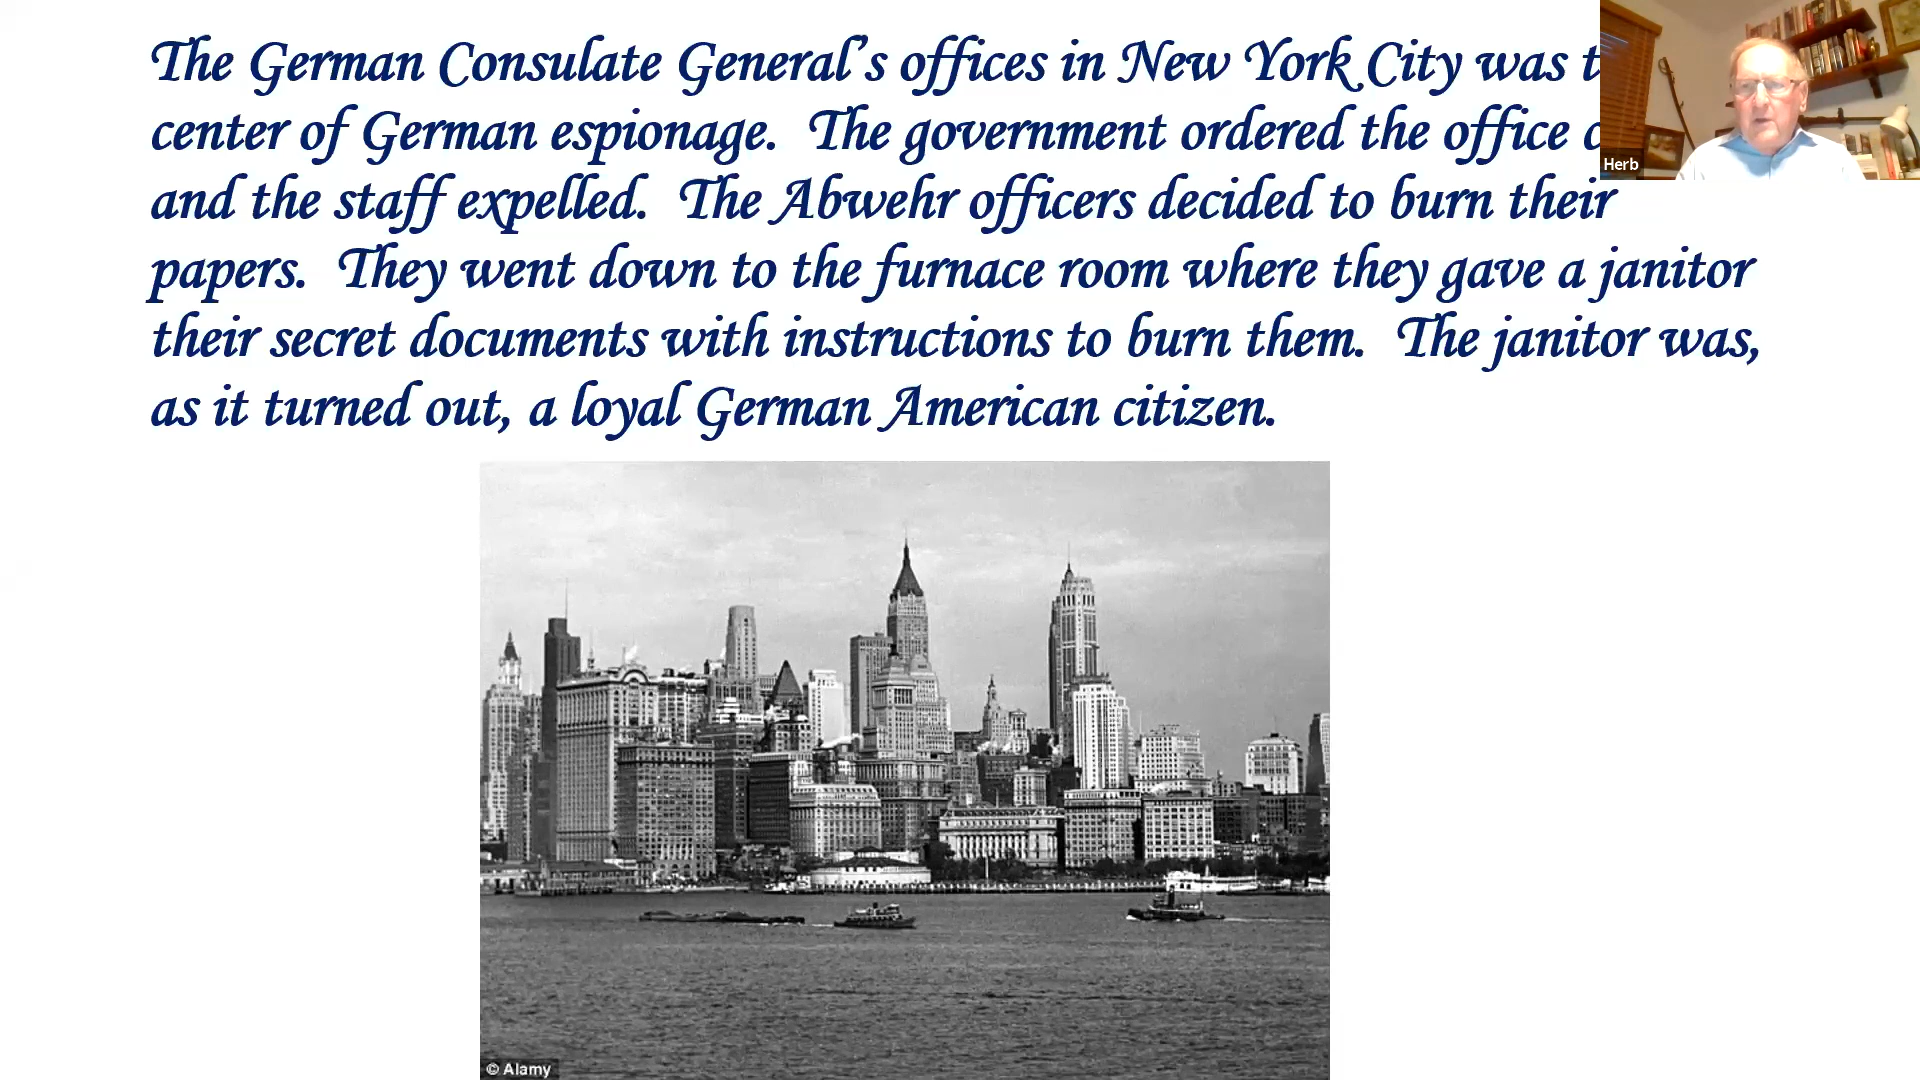 The German Consulate General's offices in New York City was t
center of German espionage. The government ordered the office c
and the staff expelled. The Abwehr officers decided to burn their
papers. They went down to the furnace room where they gave a janitor
their secret documents with instructions to burn them. The janitor was,
as it turned out, a loyal German American citizen.
Herb
© Alamy